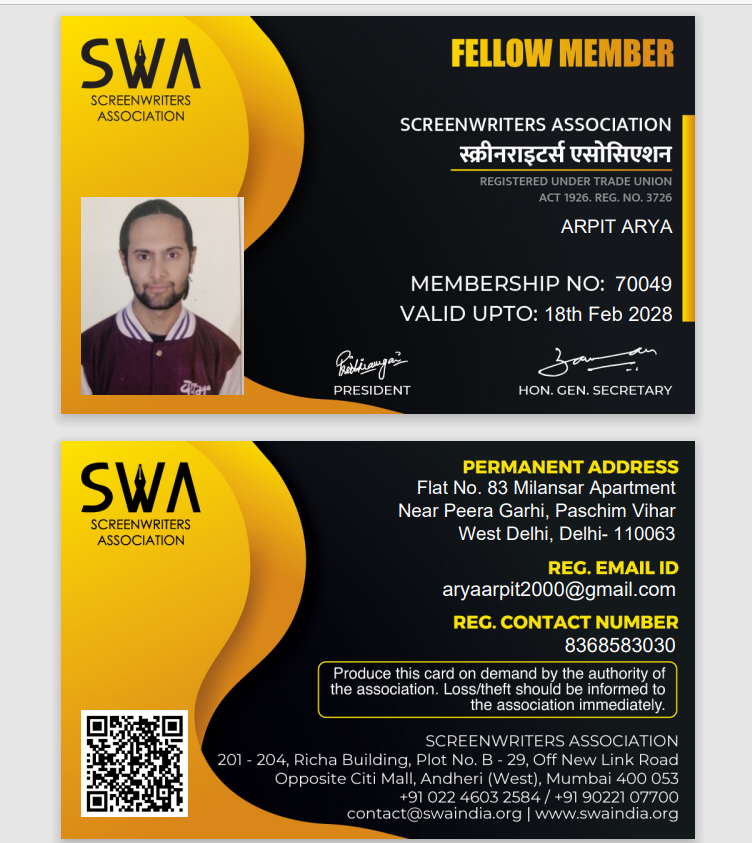 SWA
SCREENWRITERS
ASSOCIATION
FELLOW MEMBER
SCREENWRITERS ASSOCIATION
स्क्रीनराइटर्स एसोसिएशन
REGISTERED UNDER TRADE UNION
ACT 1926. REG. NO. 3726
ARPIT ARYA
MEMBERSHIP NO: 70049
VALID UPTO: 18th Feb 2028
PRESIDENT
HON. GEN. SECRETARY
SWA
SCREENWRITERS
ASSOCIATION
PERMANENT ADDRESS
Flat No. 83 Milansar Apartment
Near Peera Garhi, Paschim Vihar
West Delhi, Delhi- 110063
REG. EMAIL ID
aryaarpit2000@gmail.com
REG. CONTACT NUMBER
8368583030
Produce this card on demand by the authority of
the association. Loss/theft should be informed to
the association immediately.
SCREENWRITERS ASSOCIATION
201 - 204, Richa Building, Plot No. B - 29, Off New Link Road
Opposite Citi Mall, Andheri (West), Mumbai 400 053
+91 022 4603 2584 / +91 90221 07700
contact@swaindia.org | www.swaindia.org